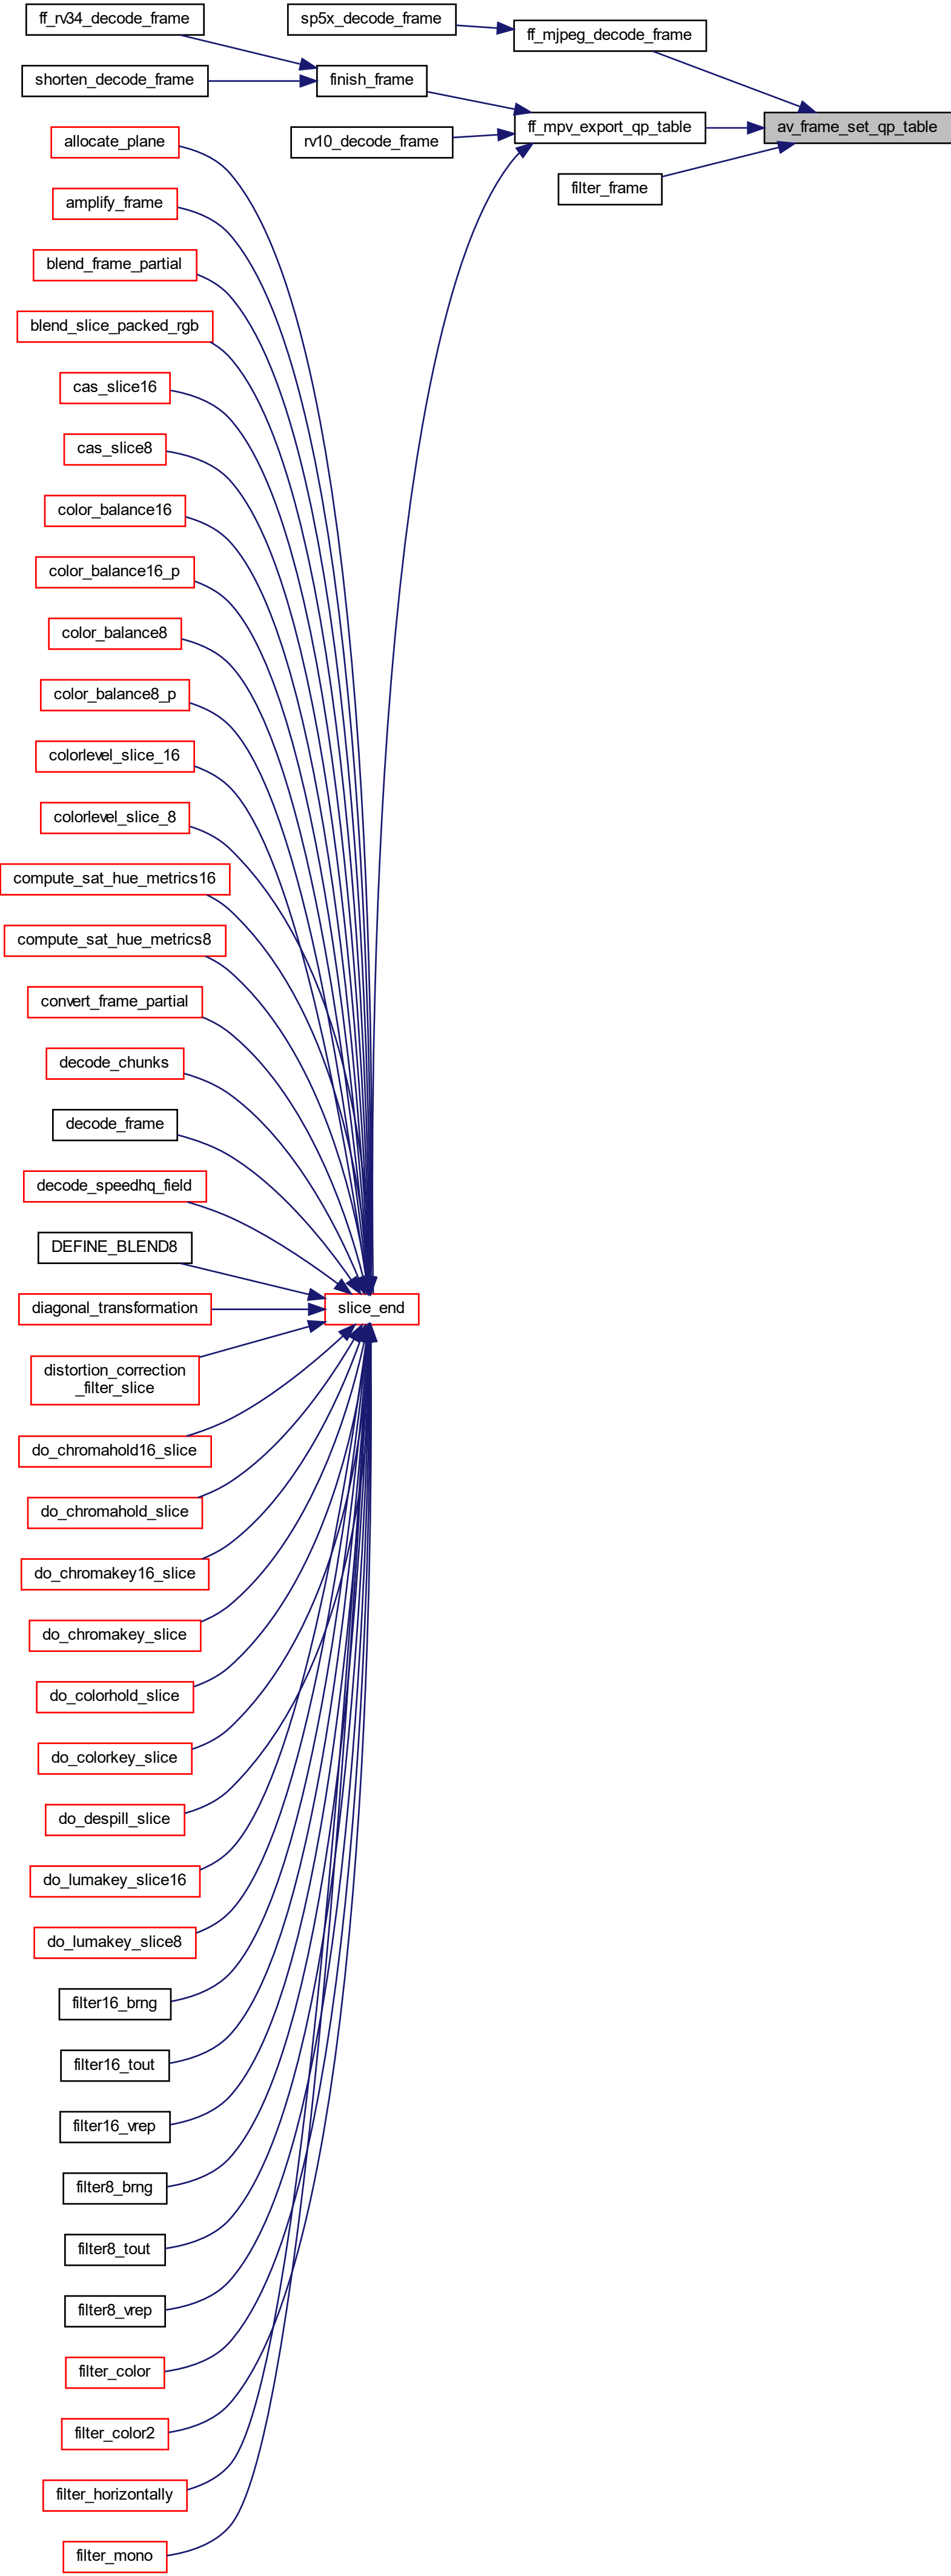 ff_rv34_decode_frame
sp5x_decode_frame
ff_mjpeg_decode_frame
shorten_decode_frame
finish_frame
ff_mpv_export_qp_table
av_frame_set_qp_table
allocate_plane
rv10_decode_frame
filter_frame
amplify_frame
blend_frame_partial
blend_slice_packed_rgb
cas_slice16
cas_slice8
color_balance16
color_balance16_p
color_balance8
color_balance8_p
colorlevel_slice_16
colorlevel_slice_8
compute_sat_hue_metrics16
compute_sat_hue_metrics8
convert_frame_partial
decode_chunks
decode_frame
decode_speedhq_field
DEFINE_BLEND8
diagonal_transformation
slice_end
distortion_correction
_filter_slice
do_chromahold16_slice
do_chromahold_slice
do_chromakey16_slice
do_chromakey_slice
do_colorhold_slice
do_colorkey_slice
do_despill_slice
do_lumakey_slice16
do_lumakey_slice8
filter16_brng
filter16_tout
filter16_vrep
filter8_brng
filter8_tout
filter8_vrep
filter_color
filter_color2
filter_horizontally
filter_mono